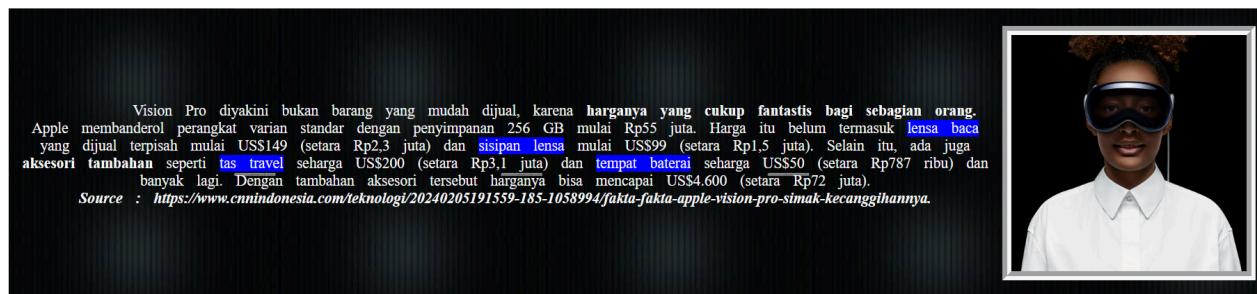 Vision Pro diyakini bukan barang yang mudah dijual, karena harganya yang cukup fantastis bagi sebagian orang.
Apple membanderol perangkat varian standar dengan penyimpanan 256 GB mulai Rp55 juta. Harga itu belum termasuk lensa baca
yang dijual terpisah mulai US$149 (setara Rp2,3 juta) dan sisipan lensa mulai US$99 (setara Rp1,5 juta). Selain itu, ada juga
aksesori tambahan seperti tas travel seharga US$200 (setara Rp3,1 juta) dan tempat baterai seharga US$50 (setara Rp787 ribu) dan
banyak lagi. Dengan tambahan aksesori tersebut harganya bisa mencapai US$4.600 (setara Rp72 juta).
Source : https://www.cnnindonesia.com/teknologi/20240205191559-185-1058994/fakta-fakta-apple-vision-pro-simak-kecanggihannya.